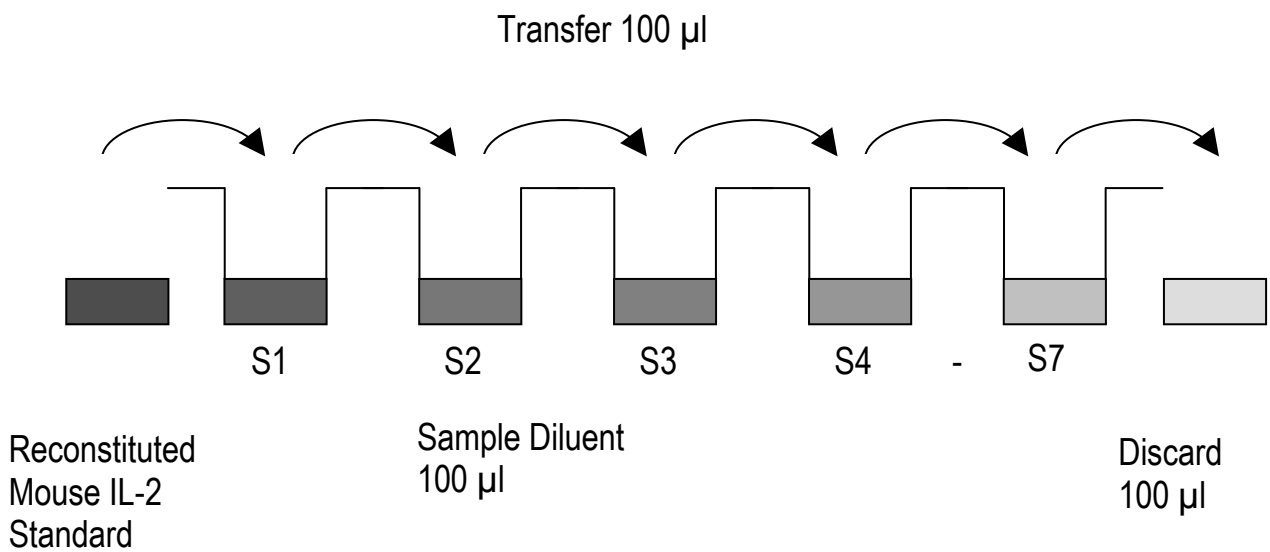 Transfer 100 µl
S1 S2 S3 S4 - S7
Reconstituted
Mouse IL-2
Standard
Sample Diluent
100 µl
Discard
100 µl